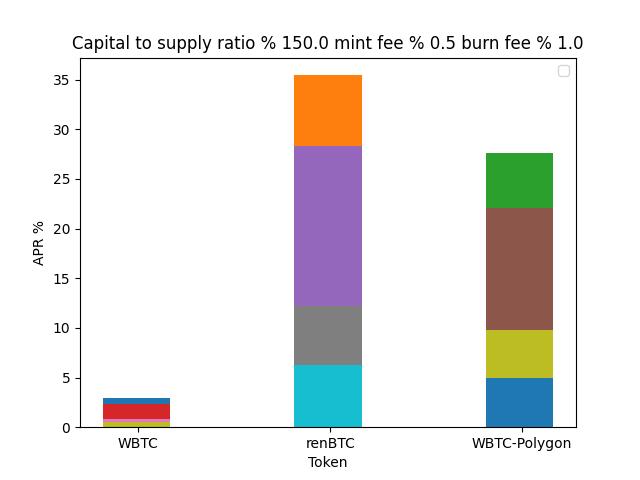 Capital to supply ratio % 150.0 mint fee % 0.5 burn fee % 1.0
APR %
35
30
25
20
15
10
5
0
WBTC renBTC WBTC-Polygon
Token